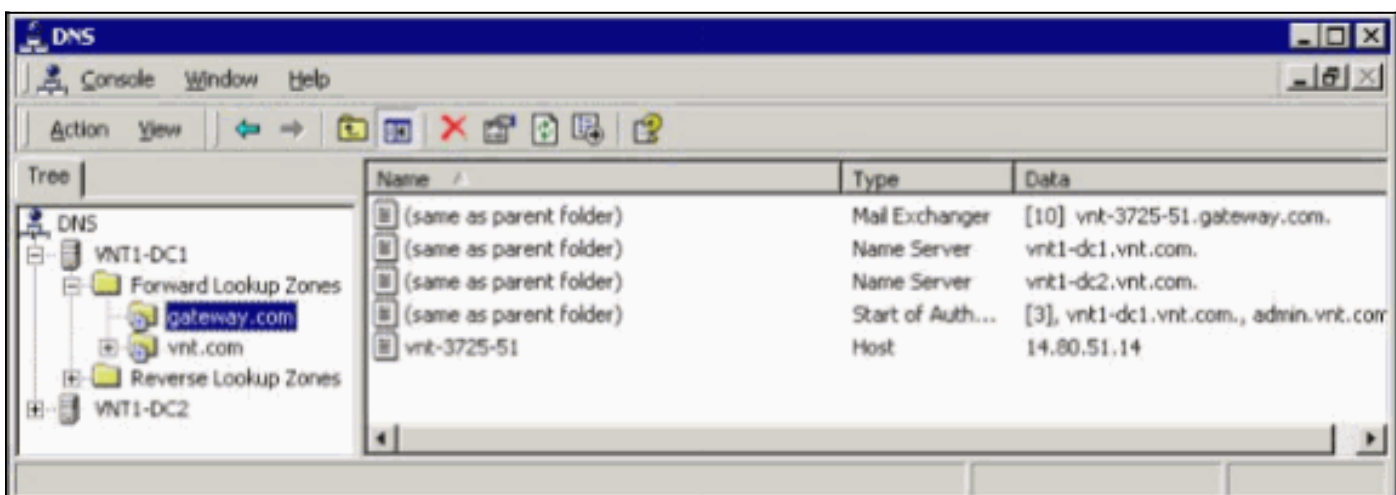 DNS
Console Window Help
Action View
Tree
Name Type Data
DNS
VNT1-DC1
Forward Lookup Zones
gateway.com
vnt.com
Reverse Lookup Zones
VNT1-DC2
(same as parent folder) Mail Exchanger [10] vnt-3725-51.gateway.com.
(same as parent folder) Name Server vnt1-dc1.vnt.com.
(same as parent folder) Name Server vnt1-dc2.vnt.com.
(same as parent folder) Start of Auth... [3], vnt1-dc1.vnt.com., admin.vnt.com
vnt-3725-51 Host 14.80.51.14